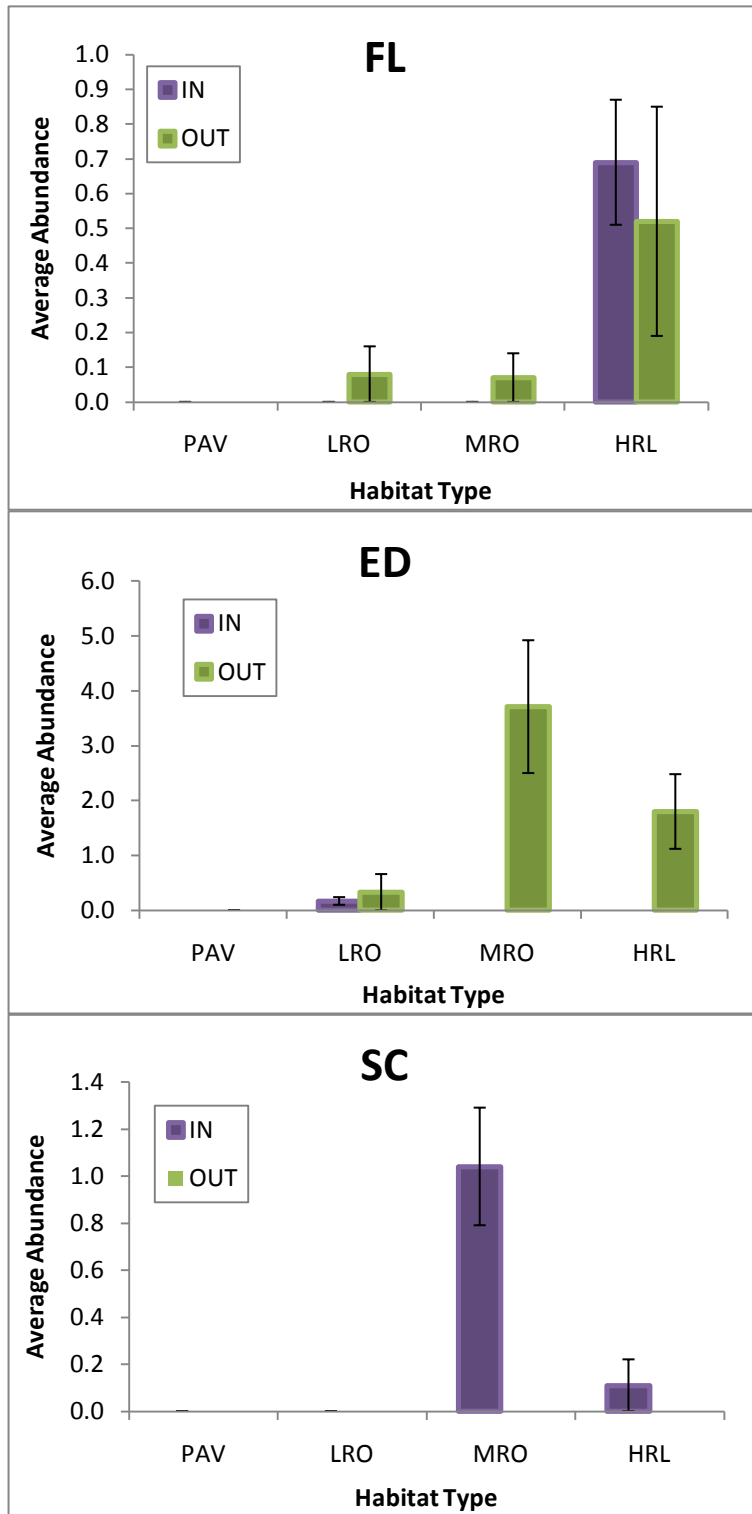 FL
1.0
0.9
0.8
0.7
0.6
0.5
0.4
0.3
0.2
0.1
0.0
Average Abundance
IN
OUT
PAV LRO MRO HRL
Habitat Type
ED
6.0
5.0
4.0
3.0
2.0
1.0
0.0
Average Abundance
IN
OUT
PAV LRO MRO HRL
Habitat Type
SC
1.4
1.2
1.0
0.8
0.6
0.4
0.2
0.0
Average Abundance
IN
OUT
PAV LRO MRO HRL
Habitat Type